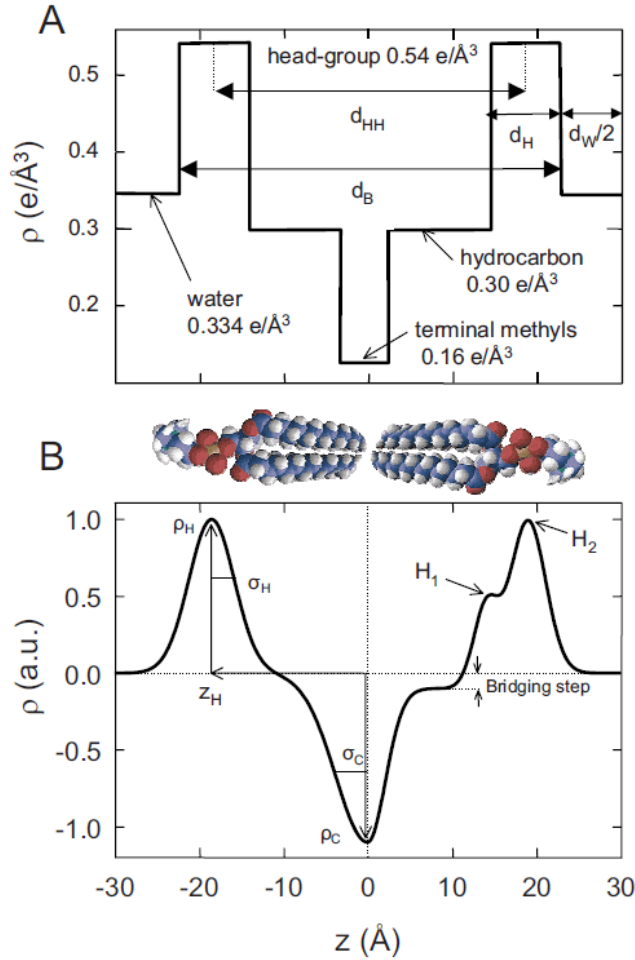 A
head-group 0.54 e/Å³
d_HH
d_H
d_W/2
d_B
water
0.334 e/Å³
hydrocarbon
0.30 e/Å³
terminal methyls
0.16 e/Å³
0.5
0.4
0.3
0.2
ρ (e/Å³)
B
ρ_H
σ_H
z_H
σ_C
ρ_C
H₁
H₂
Bridging step
1.0
0.5
0.0
-0.5
-1.0
ρ (a.u.)
-30 -20 -10 0 10 20 30
z (Å)